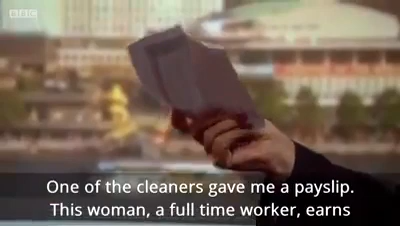 BBC
One of the cleaners gave me a payslip.
This woman, a full time worker, earns